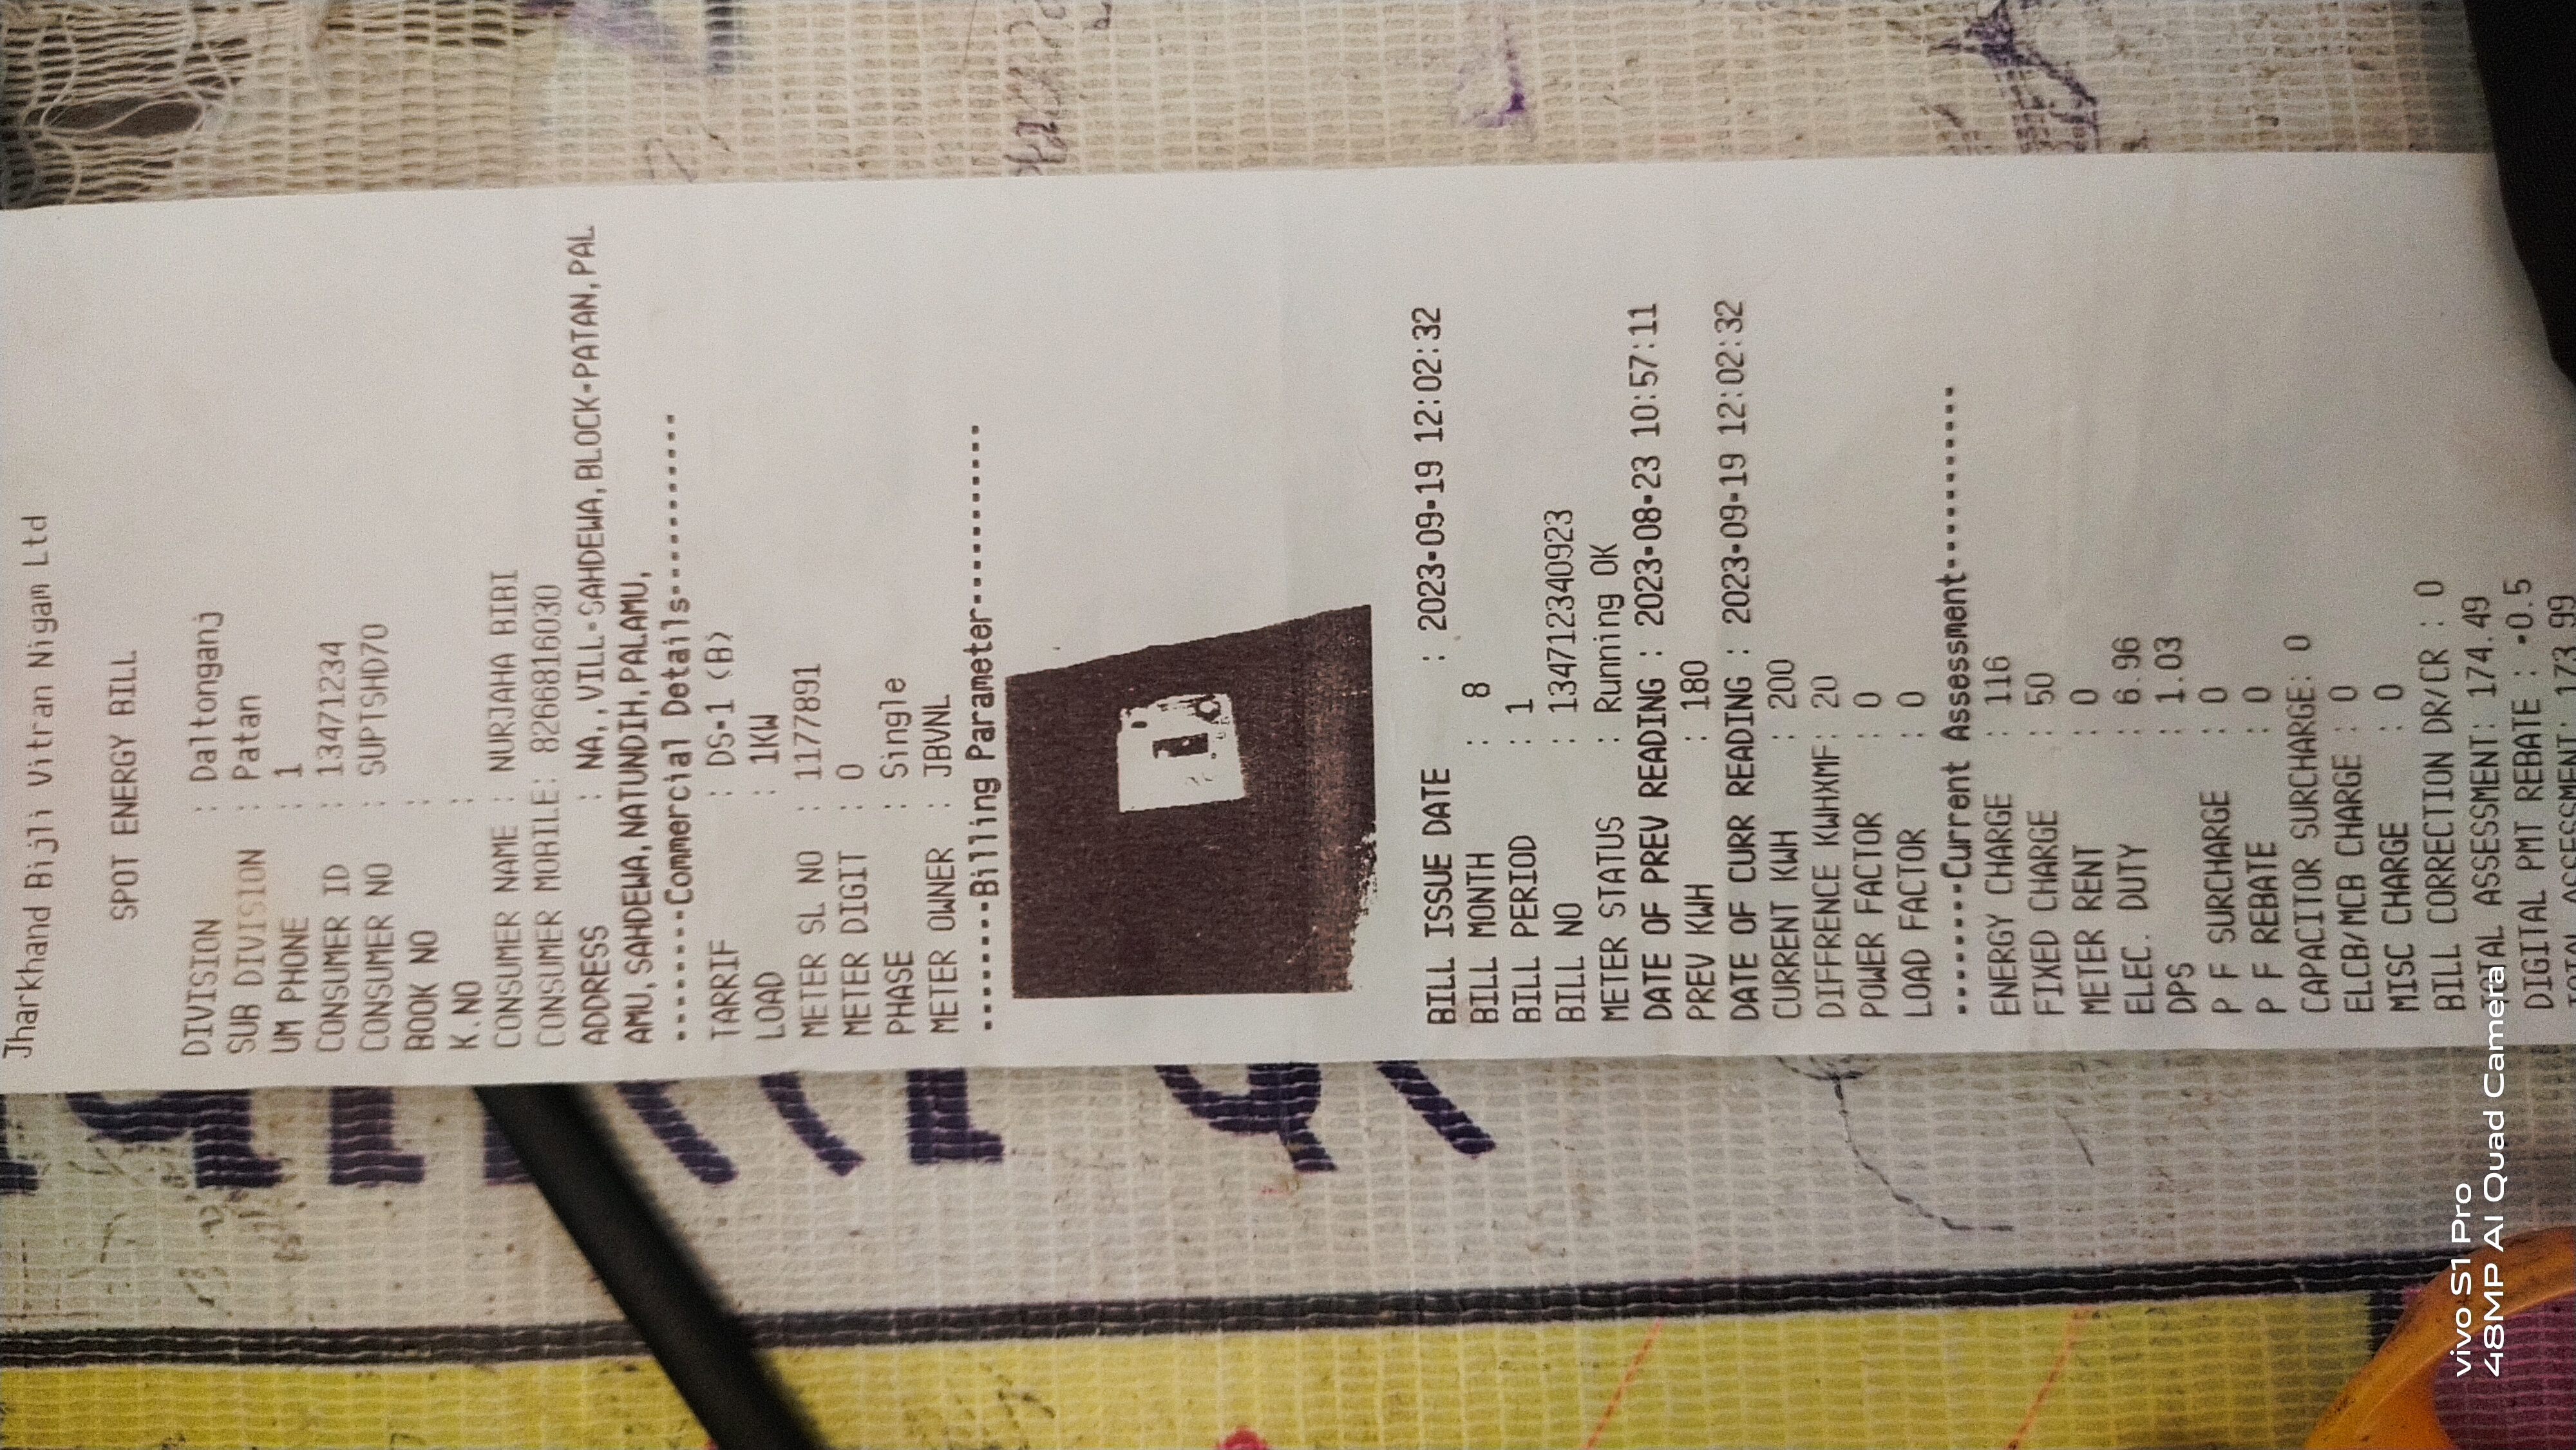 Jharkhand Bijli Vitran Nigam Ltd
SPOT ENERGY BILL
DIVISION : Daltonganj
SUB DIVISION : Patan
UM PHONE : 1
CONSUMER ID : 13471234
CONSUMER NO : SUPTSHD70
BOOK NO :
K.NO :
CONSUMER NAME : NURJAHA BIBI
CONSUMER MOBILE: 8266816030
ADDRESS : NA,,VILL-SAHDEWA,BLOCK-PATAN,PAL
AMU,SAHDEWA,NATUNDIH,PALAMU,
-------Commercial Details------------
TARRIF : DS-1 (B)
LOAD : 1KW
METER SL NO : 1177891
METER DIGIT : 0
PHASE : Single
METER OWNER : JBVNL
-------Billing Parameter------------
BILL ISSUE DATE : 2023-09-19 12:02:32
BILL MONTH : 8
BILL PERIOD : 1
BILL NO : 134712340923
METER STATUS : Running OK
DATE OF PREV READING : 2023-08-23 10:57:11
PREV KWH : 180
DATE OF CURR READING : 2023-09-19 12:02:32
CURRENT KWH : 200
DIFFRENCE KWHXMF: 20
POWER FACTOR : 0
LOAD FACTOR : 0
-------Current Assessment------------
ENERGY CHARGE : 116
FIXED CHARGE : 50
METER RENT : 0
ELEC. DUTY : 6.96
DPS : 1.03
P F SURCHARGE : 0
P F REBATE : 0
CAPACITOR SURCHARGE: 0
ELCB/MCB CHARGE : 0
MISC CHARGE : 0
BILL CORRECTION DR/CR : 0
TOTAL ASSESSMENT: 174.49
DIGITAL PMT REBATE : -0.5
ASSESSMENT: 173.99
vivo S1 Pro
48MP AI Quad Camera